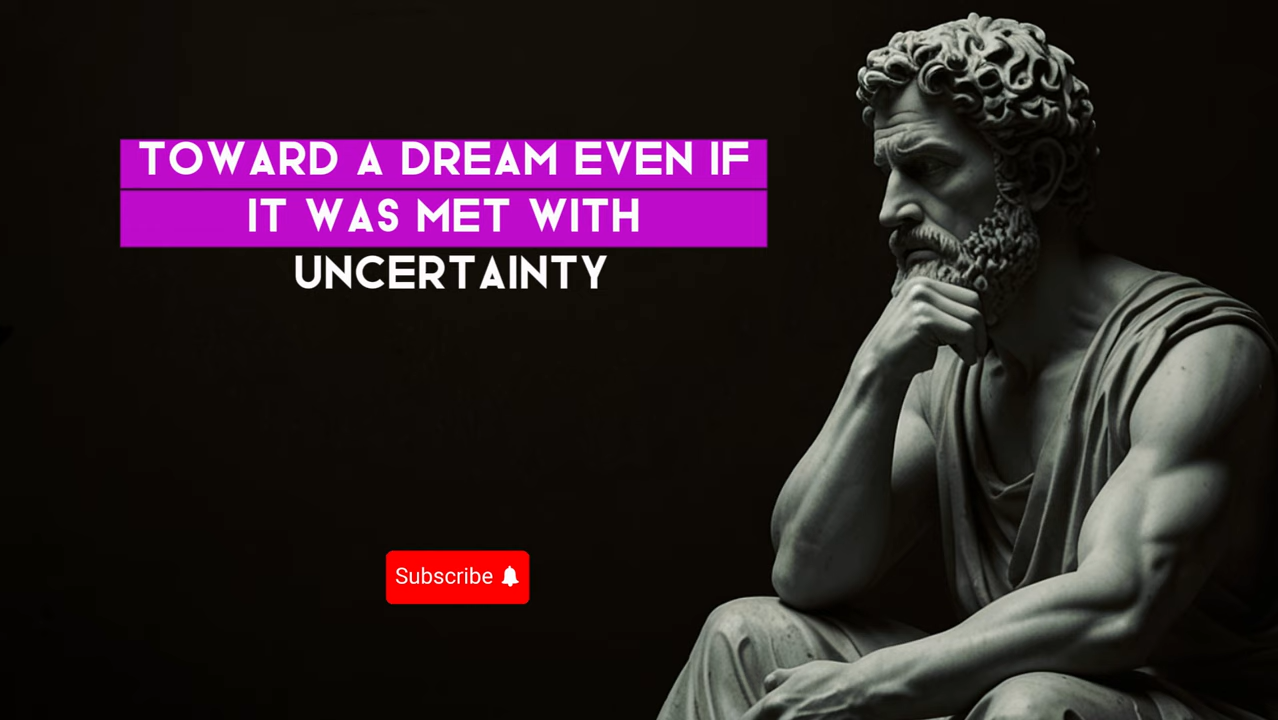 TOWARD A DREAM EVEN IF
IT WAS MET WITH
UNCERTAINTY
Subscribe